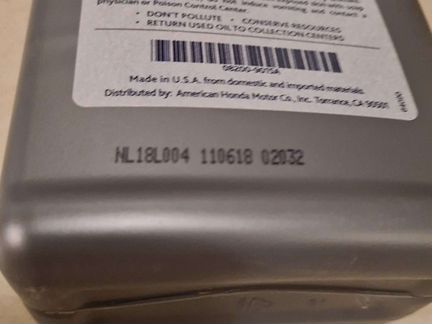 physician or Poison Control Center.
• DON'T POLLUTE • CONSERVE RESOURCES
• RETURN USED OIL TO COLLECTION CENTERS
08200-9015A
Made in U.S.A. from domestic and imported materials.
Distributed by: American Honda Motor Co., Inc. Torrance, CA 90501
NL18L004 110618 02032